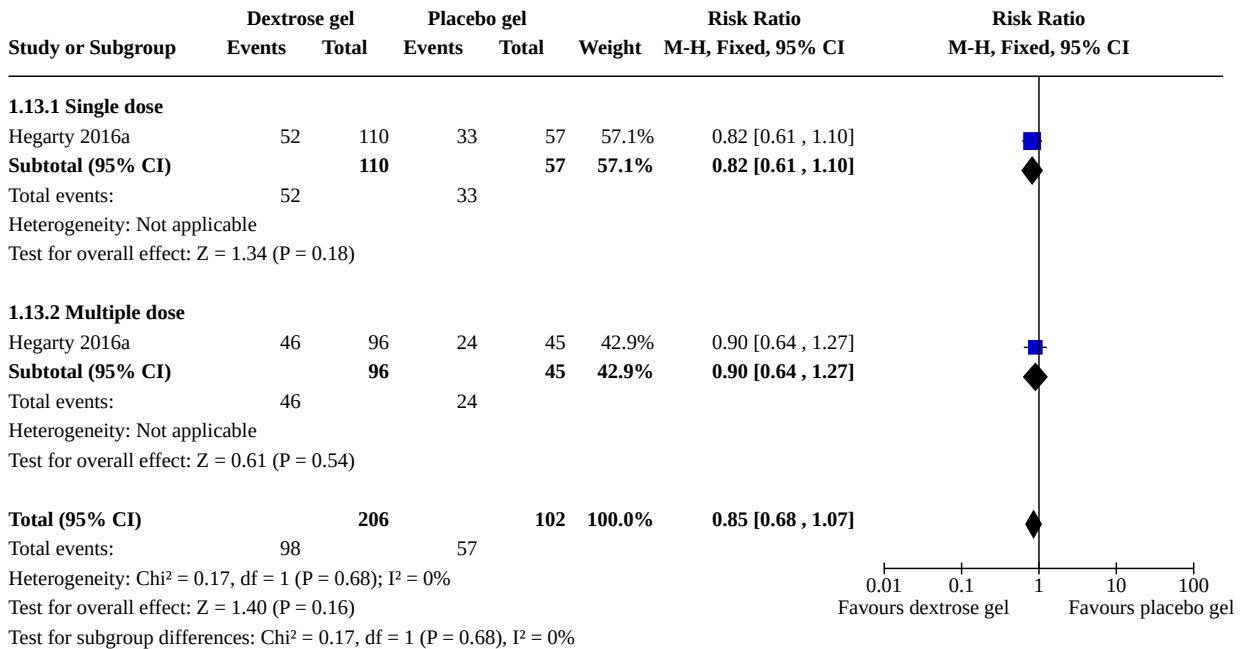 Dextrose gel Placebo gel Risk Ratio Risk Ratio
Study or Subgroup Events Total Events Total Weight M-H, Fixed, 95% CI M-H, Fixed, 95% CI
1.13.1 Single dose
Hegarty 2016a 52 110 33 57 57.1% 0.82 [0.61 , 1.10]
Subtotal (95% CI) 110 57 57.1% 0.82 [0.61 , 1.10]
Total events: 52 33
Heterogeneity: Not applicable
Test for overall effect: Z = 1.34 (P = 0.18)
1.13.2 Multiple dose
Hegarty 2016a 46 96 24 45 42.9% 0.90 [0.64 , 1.27]
Subtotal (95% CI) 96 45 42.9% 0.90 [0.64 , 1.27]
Total events: 46 24
Heterogeneity: Not applicable
Test for overall effect: Z = 0.61 (P = 0.54)
Total (95% CI) 206 102 100.0% 0.85 [0.68 , 1.07]
Total events: 98 57
Heterogeneity: Chi² = 0.17, df = 1 (P = 0.68); I² = 0%
Test for overall effect: Z = 1.40 (P = 0.16)
Test for subgroup differences: Chi² = 0.17, df = 1 (P = 0.68), I² = 0%
0.01 0.1 1 10 100
Favours dextrose gel Favours placebo gel